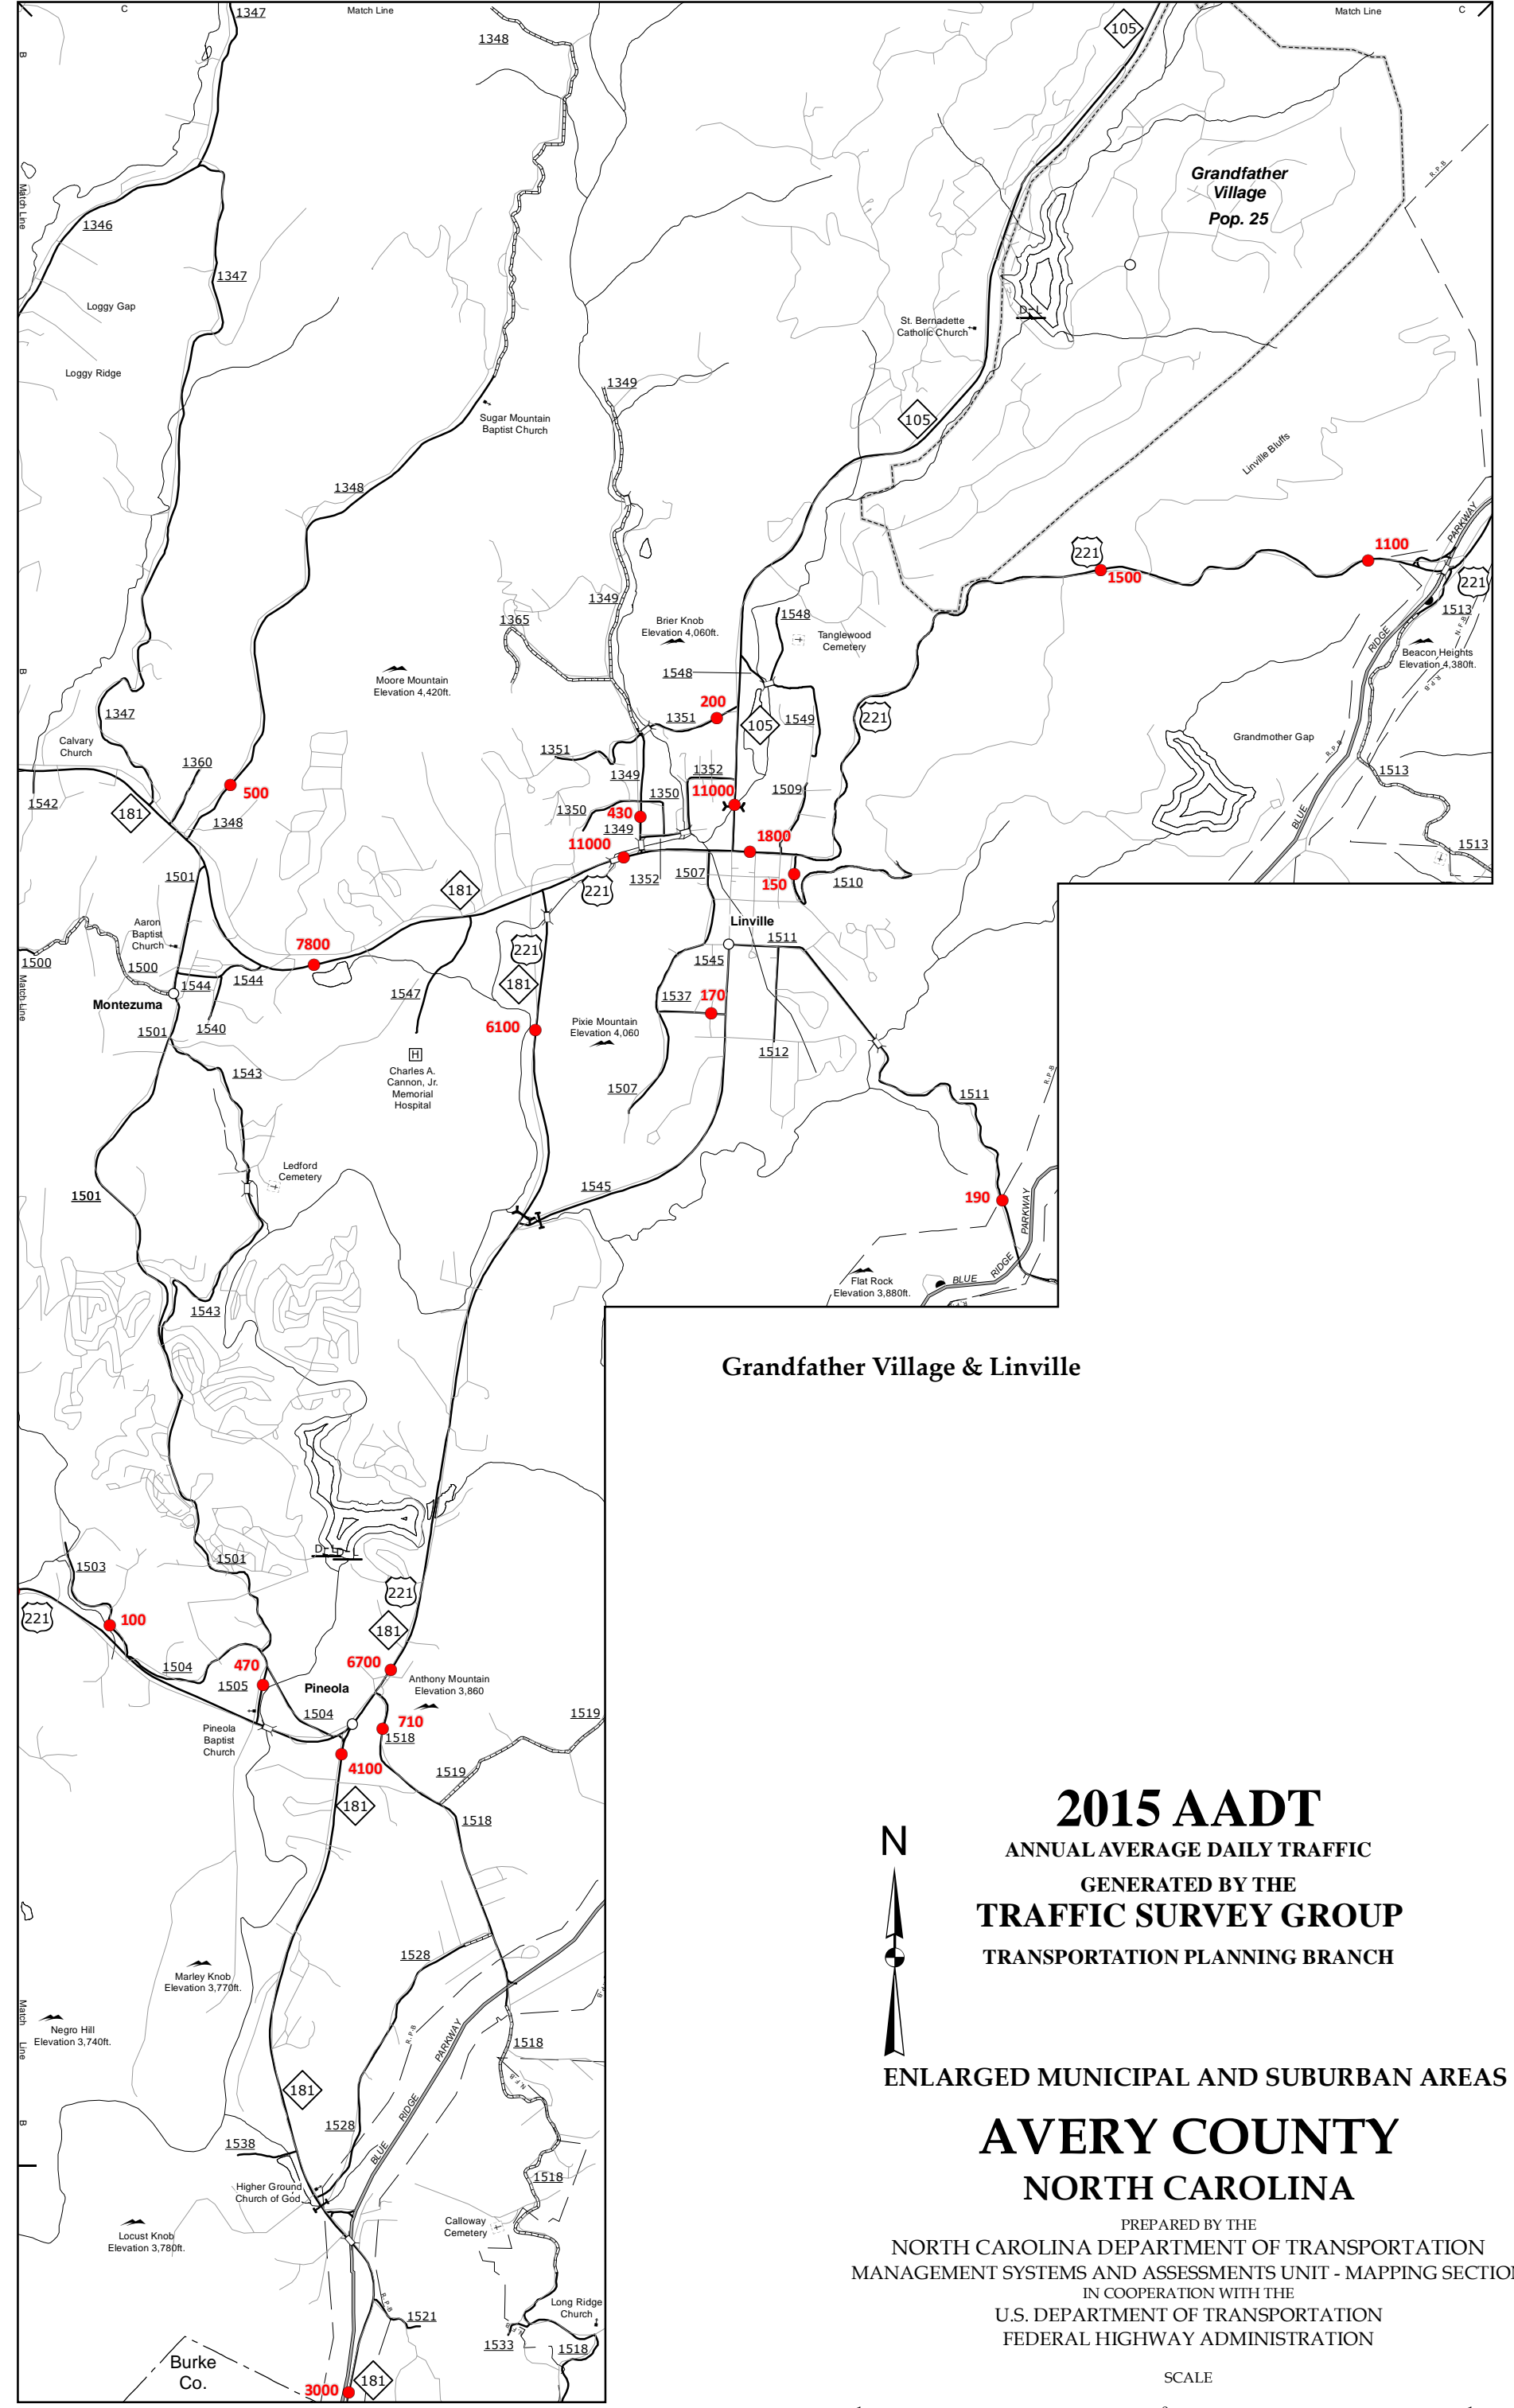 C
1347
Match Line
1348
105
Match Line
C
B
Match Line
1346
1347
Loggy Gap
Loggy Ridge
Grandfather
Village
Pop. 25
R.P.B
St. Bernadette
Catholic Church
D-L
105
1349
Sugar Mountain
Baptist Church
1348
Linville Bluffs
PARKWAY
221
1500
1100
221
1513
N.F.B
R.P.B
Beacon Heights
Elevation 4,380ft.
RIDGE
1349
1365
Brier Knob
Elevation 4,060ft.
1548
Tanglewood
Cemetery
1548
B
Moore Mountain
Elevation 4,420ft.
200
1351
105
1549
221
Grandmother Gap
R.P.B
1347
Calvary
Church
1360
1351
1349
1352
1513
500
1542
181
1348
1350
430
1350
11000
1509
BLUE
1349
11000
1800
1513
1501
221
1352
1507
150
1510
181
Aaron
Baptist
Church
Linville
7800
221
1511
1500
1500
1544
1544
1545
Match Line
Montezuma
1547
181
1537
170
1540
6100
Pixie Mountain
Elevation 4,060
1501
1512
1543
H
Charles A.
Cannon, Jr.
Memorial
Hospital
1507
1511
R.P.B
Ledford
Cemetery
1501
1545
190
PARKWAY
RIDGE
BLUE
Flat Rock
Elevation 3,880ft.
1543
Grandfather Village & Linville
D-L
D-L
1503
1501
221
221
100
181
1504
470
6700
1505
Pineola
Anthony Mountain
Elevation 3,860
1504
710
1518
1519
Pineola
Baptist
Church
4100
1519
181
1518
2015 AADT
N
ANNUAL AVERAGE DAILY TRAFFIC
GENERATED BY THE
TRAFFIC SURVEY GROUP
TRANSPORTATION PLANNING BRANCH
1528
Marley Knob
Elevation 3,770ft.
Match Line
Negro Hill
Elevation 3,740ft.
R.P.B
PARKWAY
1518
N.F.B
ENLARGED MUNICIPAL AND SUBURBAN AREAS
181
RIDGE
B
1528
AVERY COUNTY
BLUE
1538
1518
NORTH CAROLINA
Higher Ground
Church of God
Calloway
Cemetery
PREPARED BY THE
Locust Knob
Elevation 3,780ft.
NORTH CAROLINA DEPARTMENT OF TRANSPORTATION
MANAGEMENT SYSTEMS AND ASSESSMENTS UNIT - MAPPING SECTION
IN COOPERATION WITH THE
R.P.B
Long Ridge
Church
1521
U.S. DEPARTMENT OF TRANSPORTATION
1533
1518
FEDERAL HIGHWAY ADMINISTRATION
Burke
Co.
181
3000
SCALE